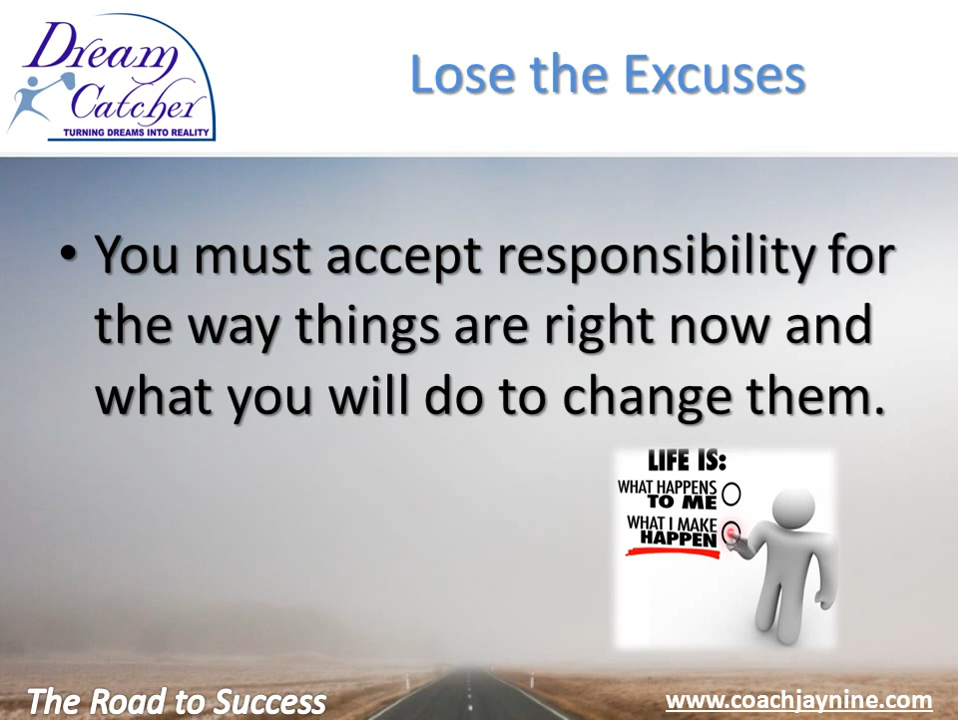 Dream
Catcher
TURNING DREAMS INTO REALITY
Lose the Excuses
• You must accept responsibility for
the way things are right now and
what you will do to change them.
LIFE IS:
WHAT HAPPENS
TO ME
WHAT I MAKE
HAPPEN
The Road to Success
www.coachjaynine.com